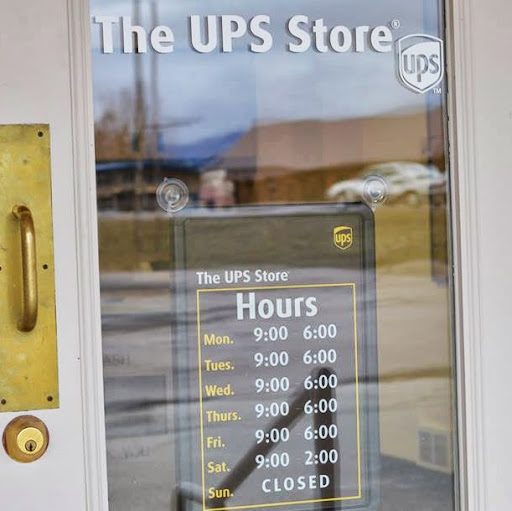 The UPS Store®
ups
TM
ups
The UPS Store
Hours
Mon. 9:00 6:00
Tues. 9:00 6:00
Wed. 9:00 6:00
Thurs. 9:00 6:00
Fri. 9:00 6:00
Sat. 9:00 2:00
Sun. CLOSED